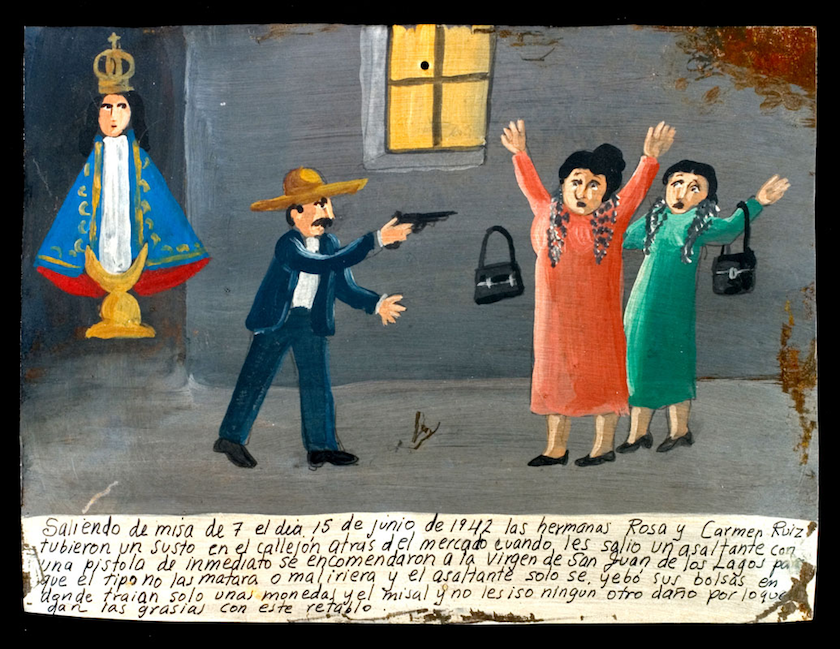 Saliendo de misa de 7 el dia 15 de junio de 1942 las hermanas Rosa y Carmen Ruiz
tubieron un susto en el callejón atras del mercado cuando les salio un asaltante con
una pistola de inmediato se encomendaron a la Virgen de San Juan de los Lagos pa
que el tipo no las matara o maliriera y el asaltante solo se yebó sus bolsas en
donde traian solo unas monedas y el misal y no les iso ningun otro daño por lo que
dan las grasias con este retablo.